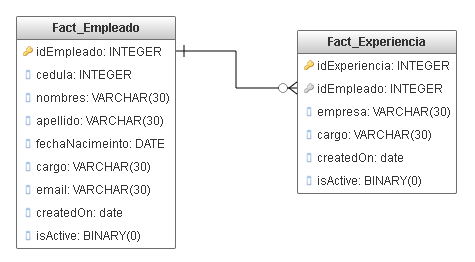 Fact_Empleado
idEmpleado: INTEGER
cedula: INTEGER
nombres: VARCHAR(30)
apellido: VARCHAR(30)
fechaNacimeinto: DATE
cargo: VARCHAR(30)
email: VARCHAR(30)
createdOn: date
isActive: BINARY(0)
Fact_Experiencia
idExperiencia: INTEGER
idEmpleado: INTEGER
empresa: VARCHAR(30)
cargo: VARCHAR(30)
createdOn: date
isActive: BINARY(0)